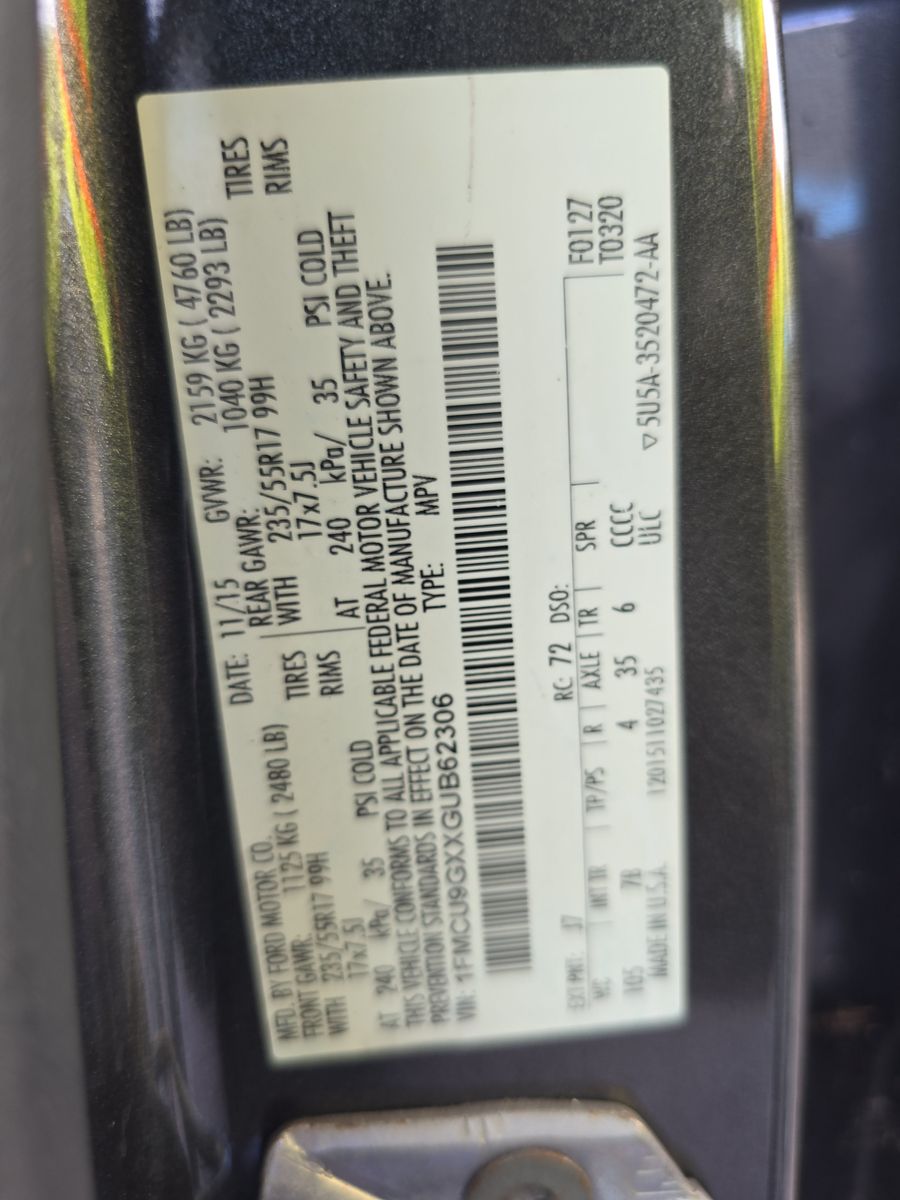 MFD. BY FORD MOTOR CO. DATE: 11/15 GVWR: 2159 KG ( 4760 LB)
FRONT GAWR: 1125 KG ( 2480 LB) REAR GAWR: 1040 KG ( 2293 LB)
WITH 235/55R17 99H TIRES WITH 235/55R17 99H TIRES
17x7.5J RIMS 17x7.5J RIMS
AT 240 kPa/ 35 PSI COLD AT 240 kPa/ 35 PSI COLD
THIS VEHICLE CONFORMS TO ALL APPLICABLE FEDERAL MOTOR VEHICLE SAFETY AND THEFT
PREVENTION STANDARDS IN EFFECT ON THE DATE OF MANUFACTURE SHOWN ABOVE.
VIN: 1FMCU9GXXGUB62306 TYPE: MPV
EXT PNT: J7 RC: 72 DSO: F0127
WB INT TR TP/PS R AXLE TR SPR T0320
105 7B 4 35 6 CCCC
MADE IN U.S.A. 1201511027435 UILC ▽ 5U5A-3520472-AA